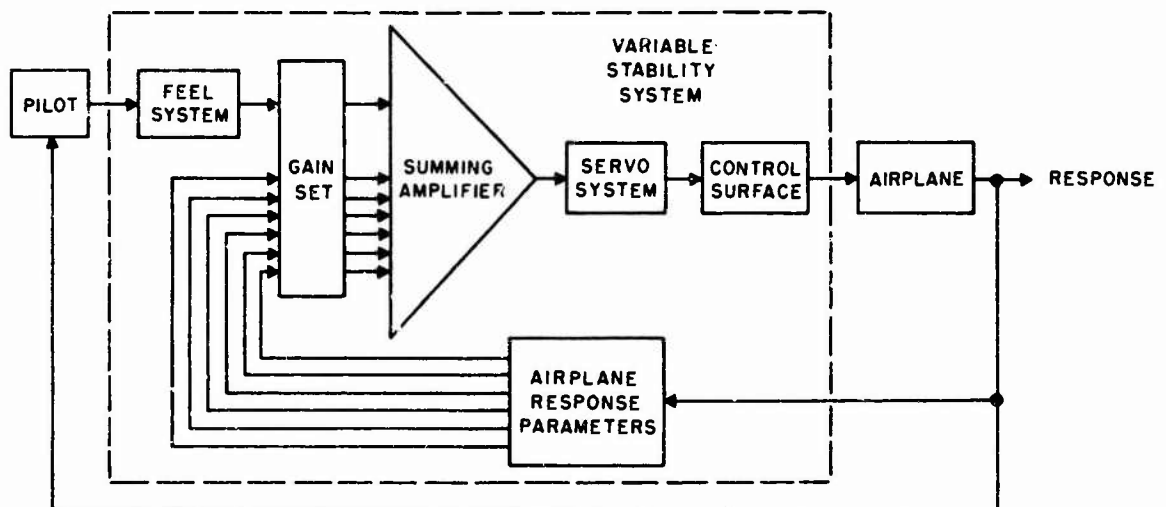 VARIABLE
STABILITY
SYSTEM
PILOT
FEEL
SYSTEM
GAIN
SET
SUMMING
AMPLIFIER
SERVO
SYSTEM
CONTROL
SURFACE
AIRPLANE
RESPONSE
AIRPLANE
RESPONSE
PARAMETERS